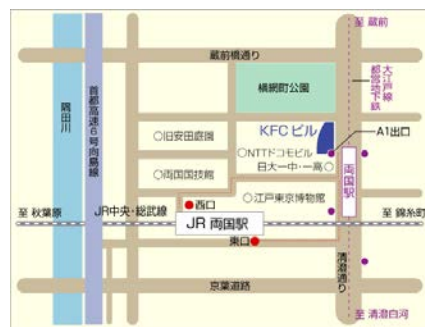 至 蔵前
蔵前橋通り
大江戸線
都営地下鉄
横網町公園
隅田川
首都高速6号向島線
KFC ビル
A1出口
○旧安田庭園
○NTTドコモビル
日大一中・一高○
○両国国技館
両国駅
○江戸東京博物館
西口
至 秋葉原
JR中央・総武線
至 錦糸町
JR 両国駅
東口
清澄通り
京葉道路
至 清澄白河